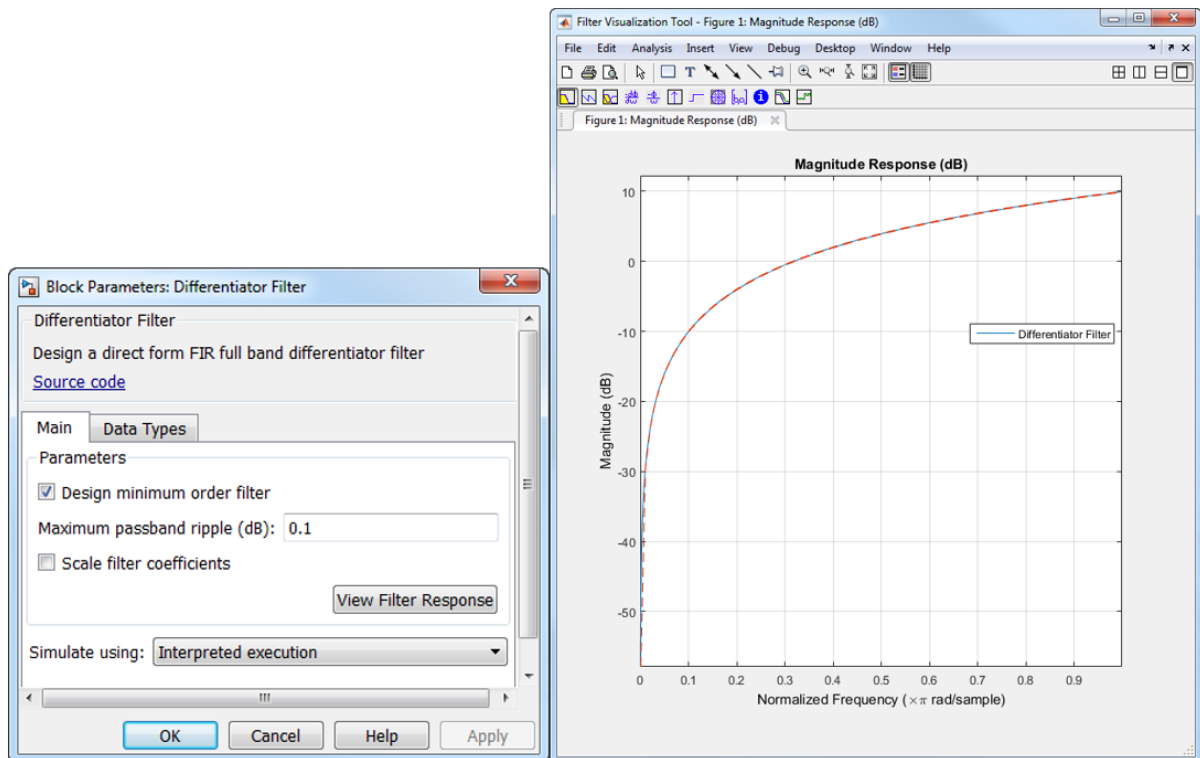 Block Parameters: Differentiator Filter
Differentiator Filter
Design a direct form FIR full band differentiator filter
Source code
Main
Data Types
Parameters
Design minimum order filter
Maximum passband ripple (dB): 0.1
Scale filter coefficients
View Filter Response
Simulate using: Interpreted execution
OK
Cancel
Help
Apply
Filter Visualization Tool - Figure 1: Magnitude Response (dB)
File Edit Analysis Insert View Debug Desktop Window Help
Figure 1: Magnitude Response (dB)
Magnitude Response (dB)
10
0
-10
-20
-30
-40
-50
Magnitude (dB)
Differentiator Filter
0 0.1 0.2 0.3 0.4 0.5 0.6 0.7 0.8 0.9
Normalized Frequency (×π rad/sample)